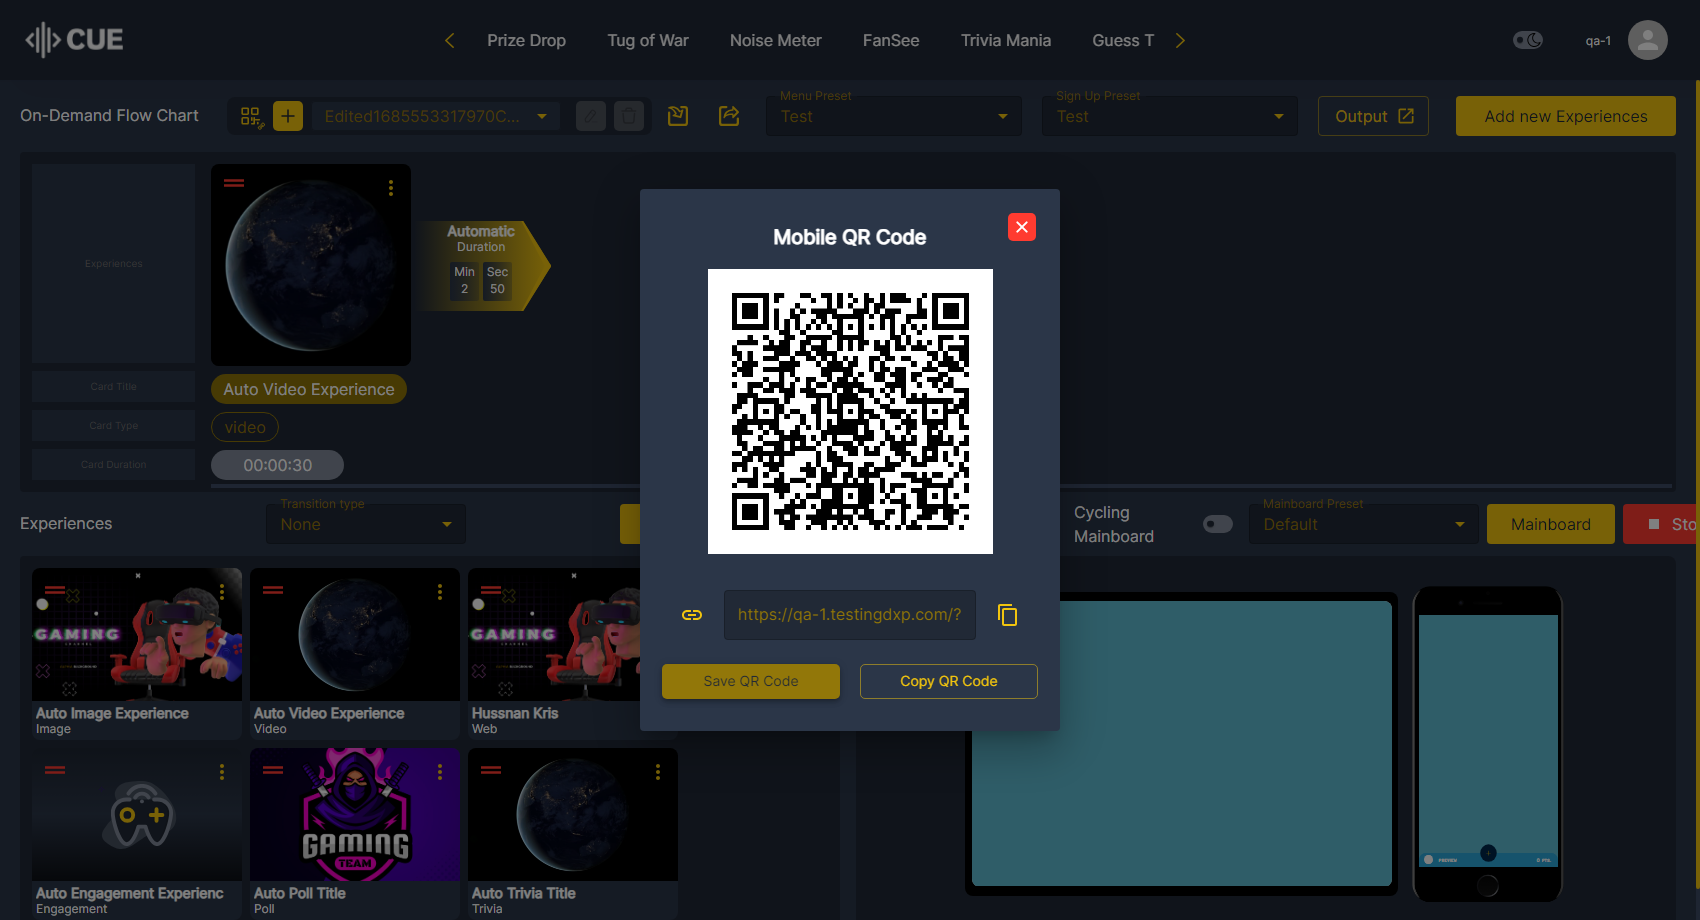 CUE
Prize Drop
Tug of War
Noise Meter
FanSee
Trivia Mania
Guess T
qa-1
On-Demand Flow Chart
Edited1685553317970C...
Menu Preset
Test
Sign Up Preset
Test
Output
Add new Experiences
Experiences
Automatic
Duration
Min
Sec
2
50
Card Title
Auto Video Experience
Card Type
video
Card Duration
00:00:30
Mobile QR Code
https://qa-1.testingdxp.com/?
Save QR Code
Copy QR Code
Experiences
Transition type
None
Cycling
Mainboard
Mainboard Preset
Default
Mainboard
Sto
GAMING
Auto Image Experience
Image
Auto Video Experience
Video
GAMING
Hussnan Kris
Web
Auto Engagement Experienc
Engagement
GAMING
TEAM
Auto Poll Title
Poll
Auto Trivia Title
Trivia
PREVIEW
0 PTS.